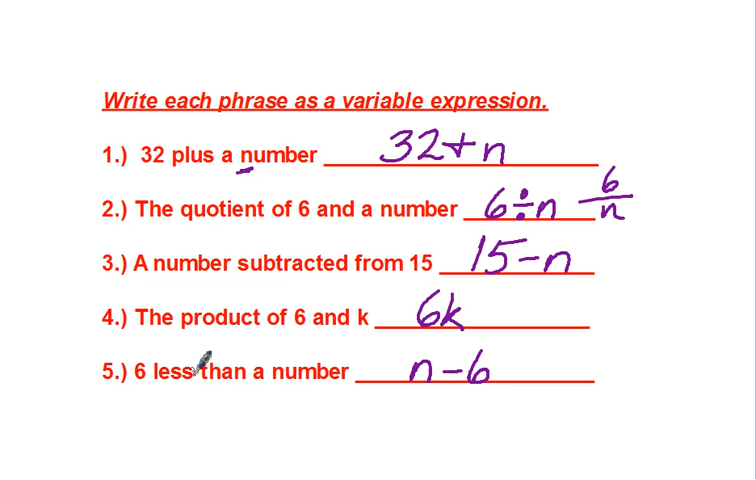 Write each phrase as a variable expression.
1.) 32 plus a number 32+n
2.) The quotient of 6 and a number 6÷n 6/n
3.) A number subtracted from 15 15-n
4.) The product of 6 and k 6k
5.) 6 less than a number n-6